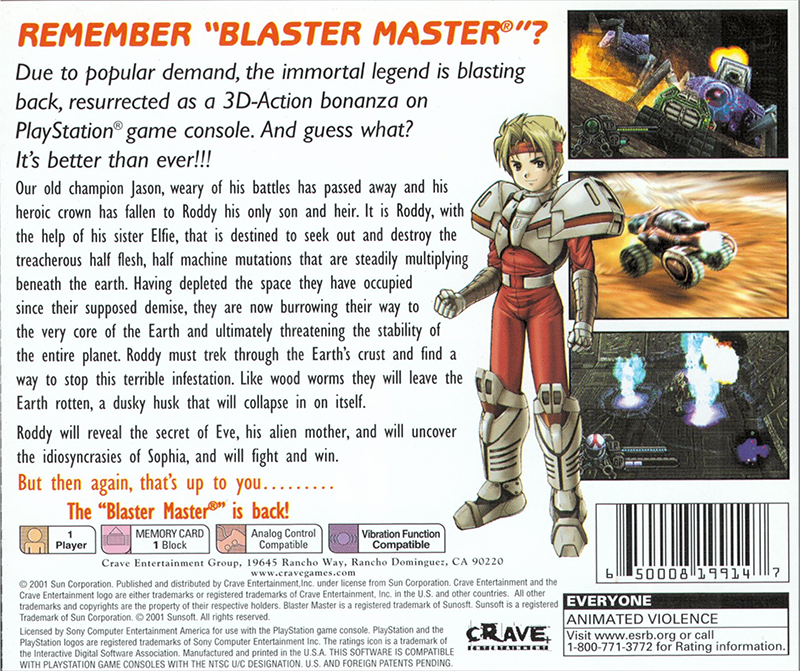 REMEMBER "BLASTER MASTER®"?
Due to popular demand, the immortal legend is blasting
back, resurrected as a 3D-Action bonanza on
PlayStation® game console. And guess what?
It's better than ever!!!
Our old champion Jason, weary of his battles has passed away and his
heroic crown has fallen to Roddy his only son and heir. It is Roddy, with
the help of his sister Elfie, that is destined to seek out and destroy the
treacherous half flesh, half machine mutations that are steadily multiplying
beneath the earth. Having depleted the space they have occupied
since their supposed demise, they are now burrowing their way to
the very core of the Earth and ultimately threatening the stability of
the entire planet. Roddy must trek through the Earth's crust and find a
way to stop this terrible infestation. Like wood worms they will leave the
Earth rotten, a dusky husk that will collapse in on itself.
Roddy will reveal the secret of Eve, his alien mother, and will uncover
the idiosyncrasies of Sophia, and will fight and win.
But then again, that's up to you.........
The "Blaster Master®" is back!
1
Player
MEMORY CARD
1 Block
Analog Control
Compatible
Vibration Function
Compatible
Crave Entertainment Group, 19645 Rancho Way, Rancho Dominguez, CA 90220
www.cravegames.com
© 2001 Sun Corporation. Published and distributed by Crave Entertainment,Inc. under license from Sun Corporation. Crave Entertainment and the
Crave Entertainment logo are either trademarks or registered trademarks of Crave Entertainment, Inc. in the U.S. and other countries. All other
trademarks and copyrights are the property of their respective holders. Blaster Master is a registered trademark of Sunsoft. Sunsoft is a registered
Trademark of Sun Corporation. © 2001 Sunsoft. All rights reserved.
Licensed by Sony Computer Entertainment America for use with the PlayStation game console. PlayStation and the
PlayStation logos are registered trademarks of Sony Computer Entertainment Inc. The ratings icon is a trademark of
the Interactive Digital Software Association. Manufactured and printed in the U.S.A. THIS SOFTWARE IS COMPATIBLE
WITH PLAYSTATION GAME CONSOLES WITH THE NTSC U/C DESIGNATION. U.S. AND FOREIGN PATENTS PENDING.
CRAVE
ENTERTAINMENT
6 50008 19914 7
EVERYONE
ANIMATED VIOLENCE
Visit www.esrb.org or call
1-800-771-3772 for Rating information.